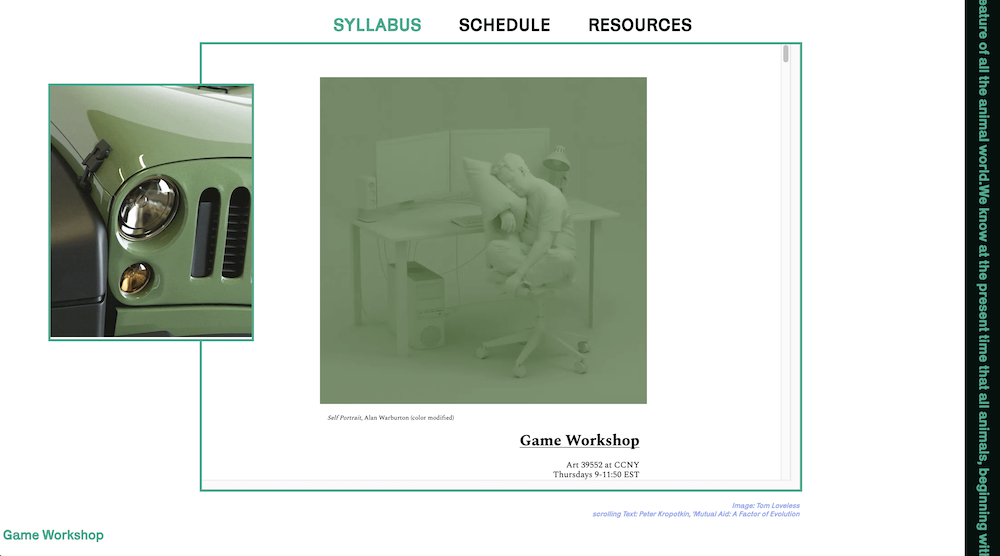 SYLLABUS SCHEDULE RESOURCES
Self Portrait, Alan Warburton (color modified)
Game Workshop
Art 39552 at CCNY
Thursdays 9-11:50 EST
Image: Tom Loveless
scrolling Text: Peter Kropotkin, 'Mutual Aid: A Factor of Evolution
Game Workshop
eature of all the animal world.We know at the present time that all animals, beginning wit